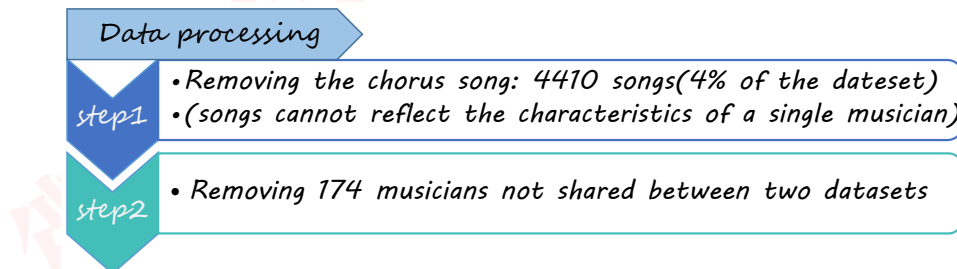 Data processing
step1
•Removing the chorus song: 4410 songs(4% of the dateset)
•(songs cannot reflect the characteristics of a single musician)
step2
• Removing 174 musicians not shared between two datasets